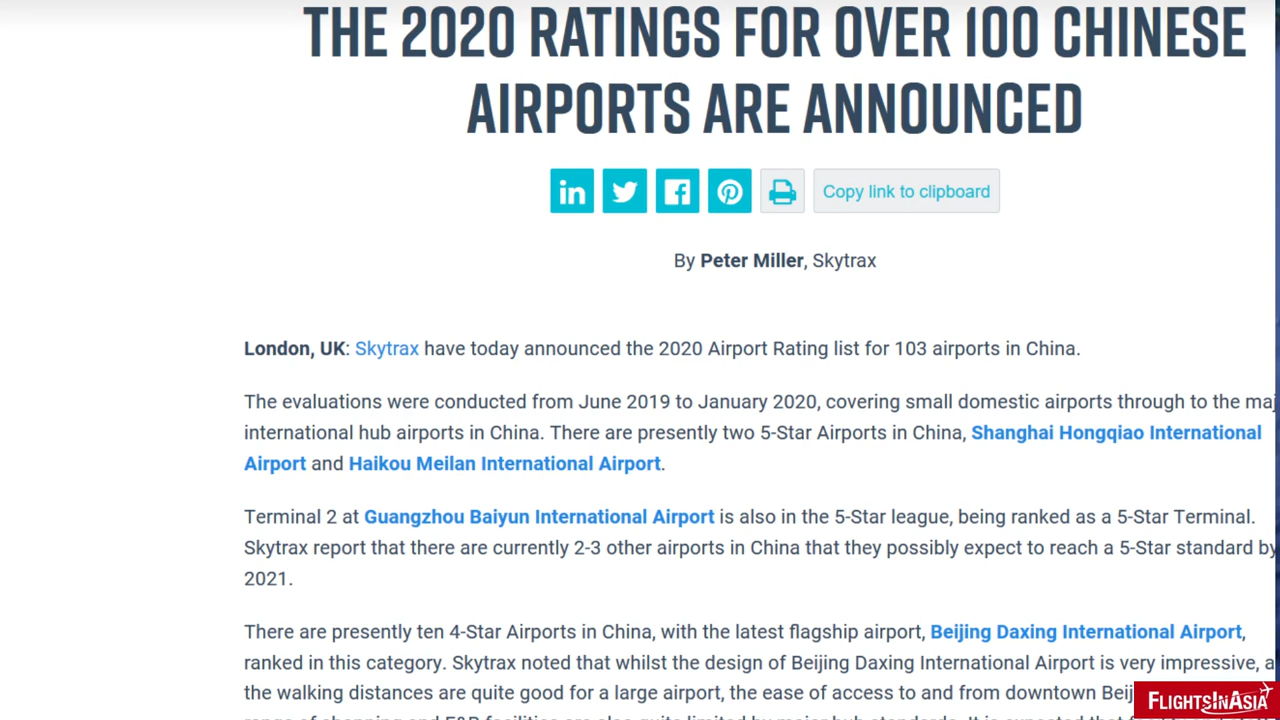 THE 2020 RATINGS FOR OVER 100 CHINESE
AIRPORTS ARE ANNOUNCED
in
Copy link to clipboard
By Peter Miller, Skytrax
London, UK: Skytrax have today announced the 2020 Airport Rating list for 103 airports in China.
The evaluations were conducted from June 2019 to January 2020, covering small domestic airports through to the
international hub airports in China. There are presently two 5-Star Airports in China, Shanghai Hongqiao International
Airport and Haikou Meilan International Airport.
Terminal 2 at Guangzhou Baiyun International Airport is also in the 5-Star league, being ranked as a 5-Star Terminal.
Skytrax report that there are currently 2-3 other airports in China that they possibly expect to reach a 5-Star standard by
2021.
There are presently ten 4-Star Airports in China, with the latest flagship airport, Beijing Daxing International Airport,
ranked in this category. Skytrax noted that whilst the design of Beijing Daxing International Airport is very impressive,
the walking distances are quite good for a large airport, the ease of access to and from downtown
FLIGHTSINASIA